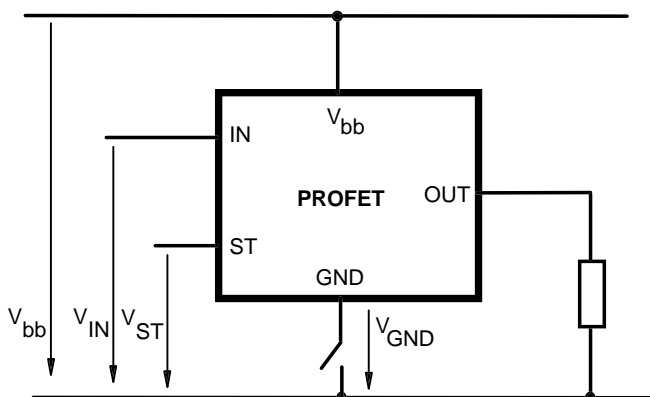 Vbb
IN
PROFET
OUT
ST
GND
Vbb
VIN
VST
VGND